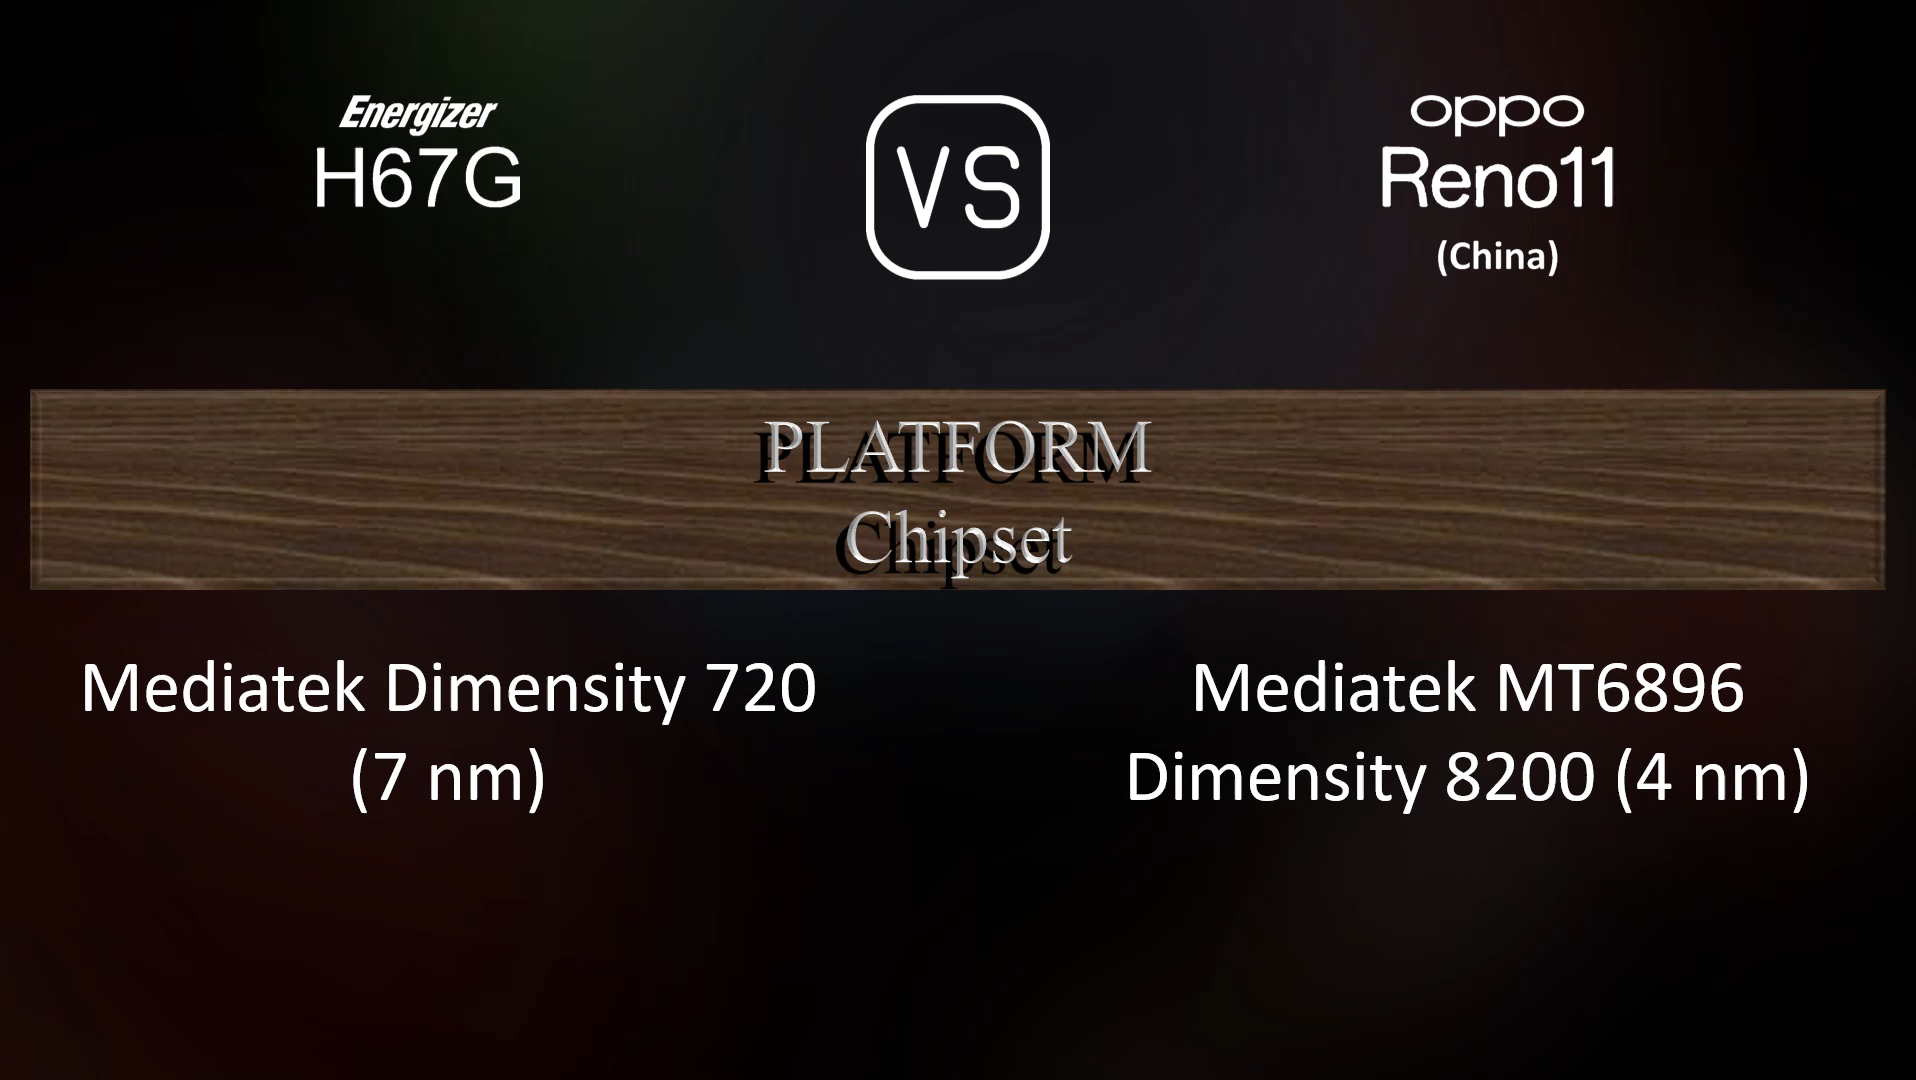 Energizer
H67G
VS
oppo
Reno11
(China)
PLATFORM
Chipset
Mediatek Dimensity 720
(7 nm)
Mediatek MT6896
Dimensity 8200 (4 nm)